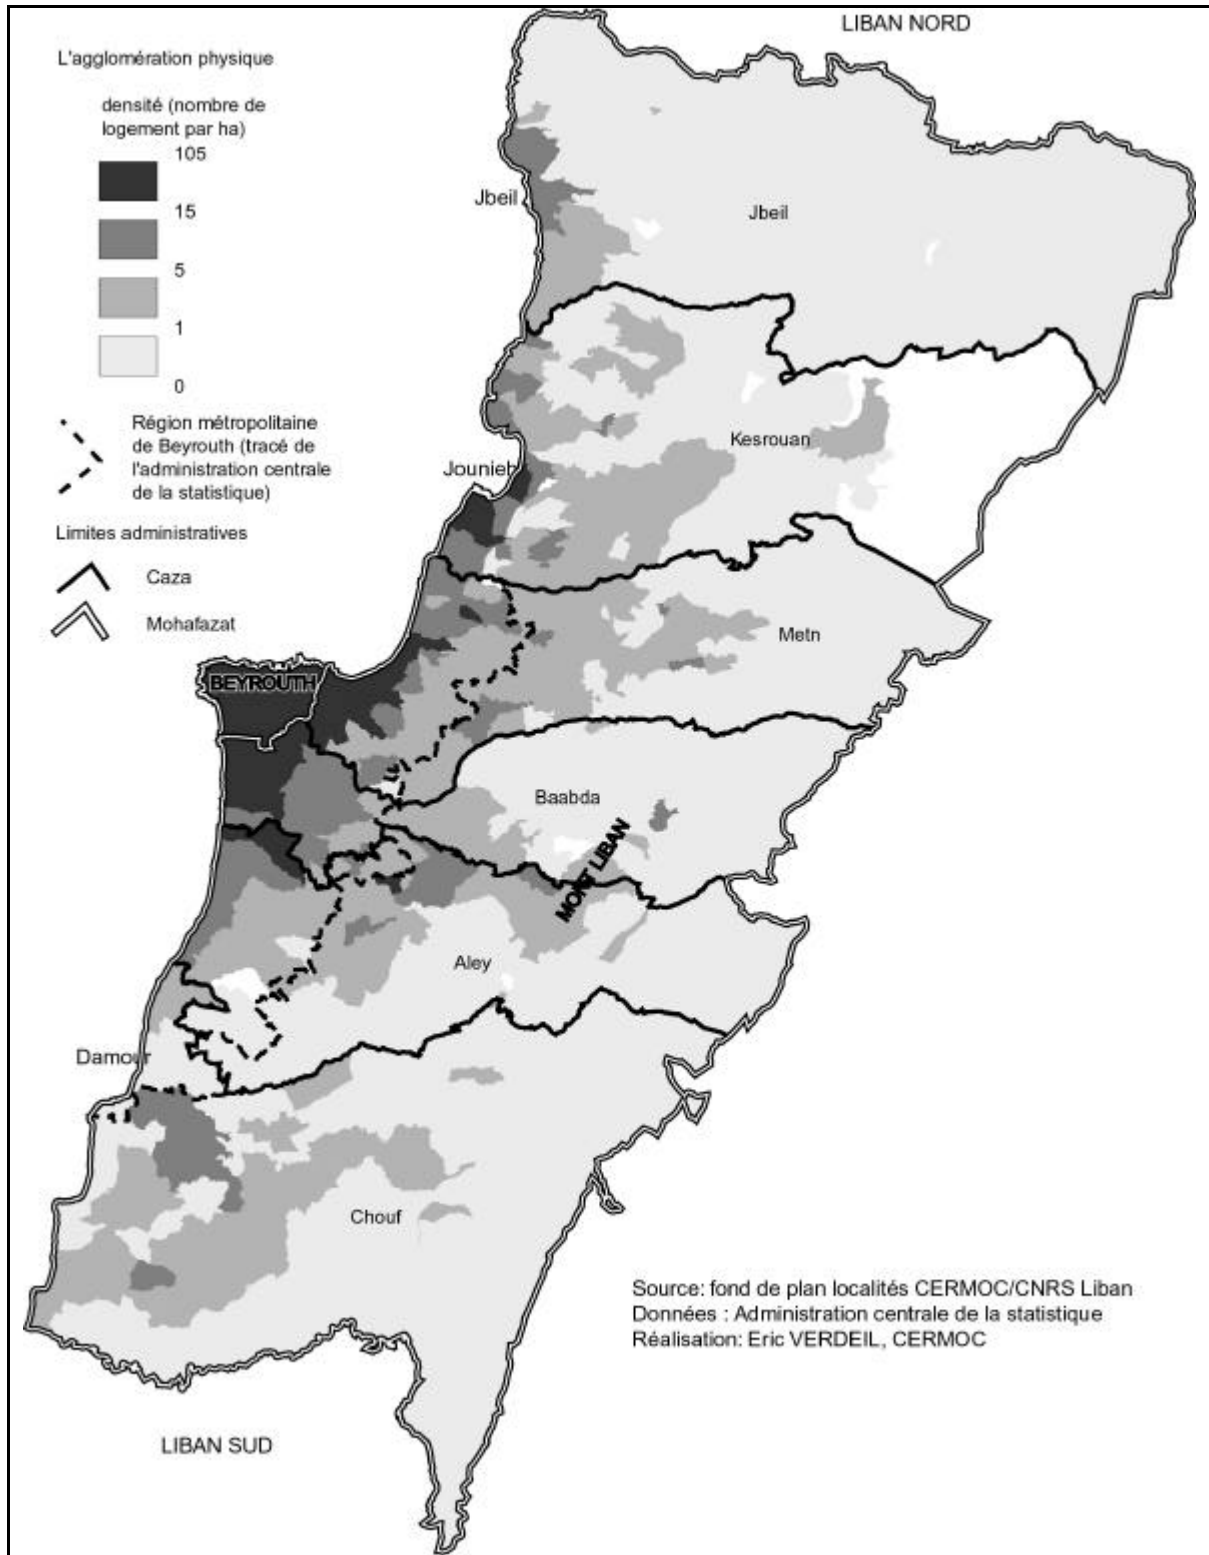 LIBAN NORD
L'agglomération physique
densité (nombre de
logement par ha)
105
15
5
1
0
Région métropolitaine
de Beyrouth (tracé de
l'administration centrale
de la statistique)
Limites administratives
Caza
Mohafazat
Jbeil
Jbeil
Kesrouan
Jounieh
Metn
BEYROUTH
Baabda
MONT LIBAN
Aley
Damour
Chouf
Source: fond de plan localités CERMOC/CNRS Liban
Données : Administration centrale de la statistique
Réalisation: Eric VERDEIL, CERMOC
LIBAN SUD